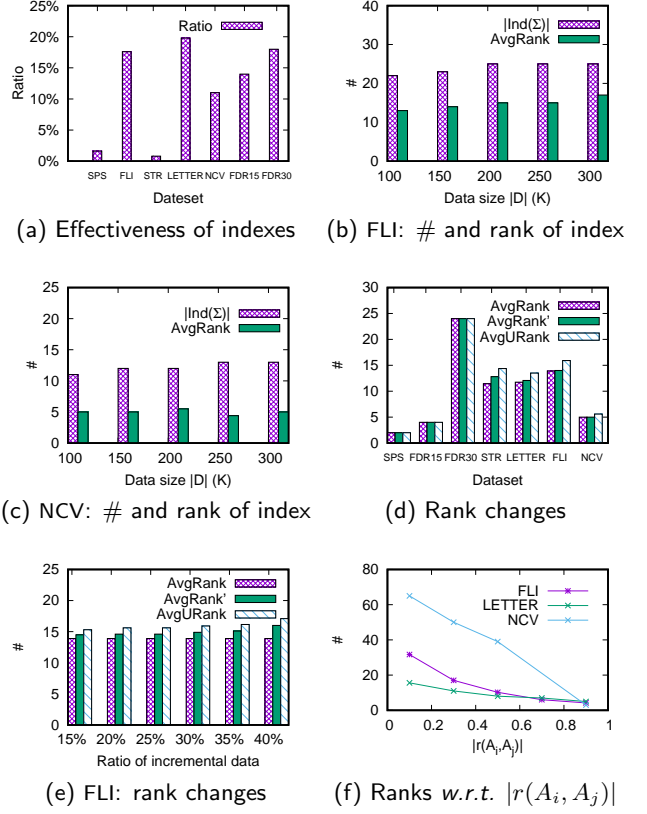 25%
20%
15%
10%
5%
0%
Ratio
Ratio
SPS FLI STR LETTER NCV FDR15 FDR30
Dateset
(a) Effectiveness of indexes
40
30
20
10
0
#
|Ind(Σ)|
AvgRank
100 150 200 250 300
Data size |D| (K)
(b) FLI: # and rank of index
25
20
15
10
5
0
#
|Ind(Σ)|
AvgRank
100 150 200 250 300
Data size |D| (K)
(c) NCV: # and rank of index
30
25
20
15
10
5
0
#
AvgRank
AvgRank'
AvgURank
SPS FDR15 FDR30 STR LETTER FLI NCV
Dataset
(d) Rank changes
25
20
15
10
5
0
#
AvgRank
AvgRank'
AvgURank
15% 20% 25% 30% 35% 40%
Ratio of incremental data
(e) FLI: rank changes
80
60
40
20
0
#
FLI
LETTER
NCV
0 0.2 0.4 0.6 0.8 1
|r(A_i,A_j)|
(f) Ranks w.r.t. |r(A_i, A_j)|